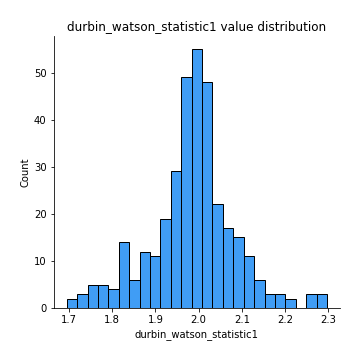 durbin_watson_statistic1 value distribution
Count
50
40
30
20
10
0
1.7 1.8 1.9 2.0 2.1 2.2 2.3
durbin_watson_statistic1